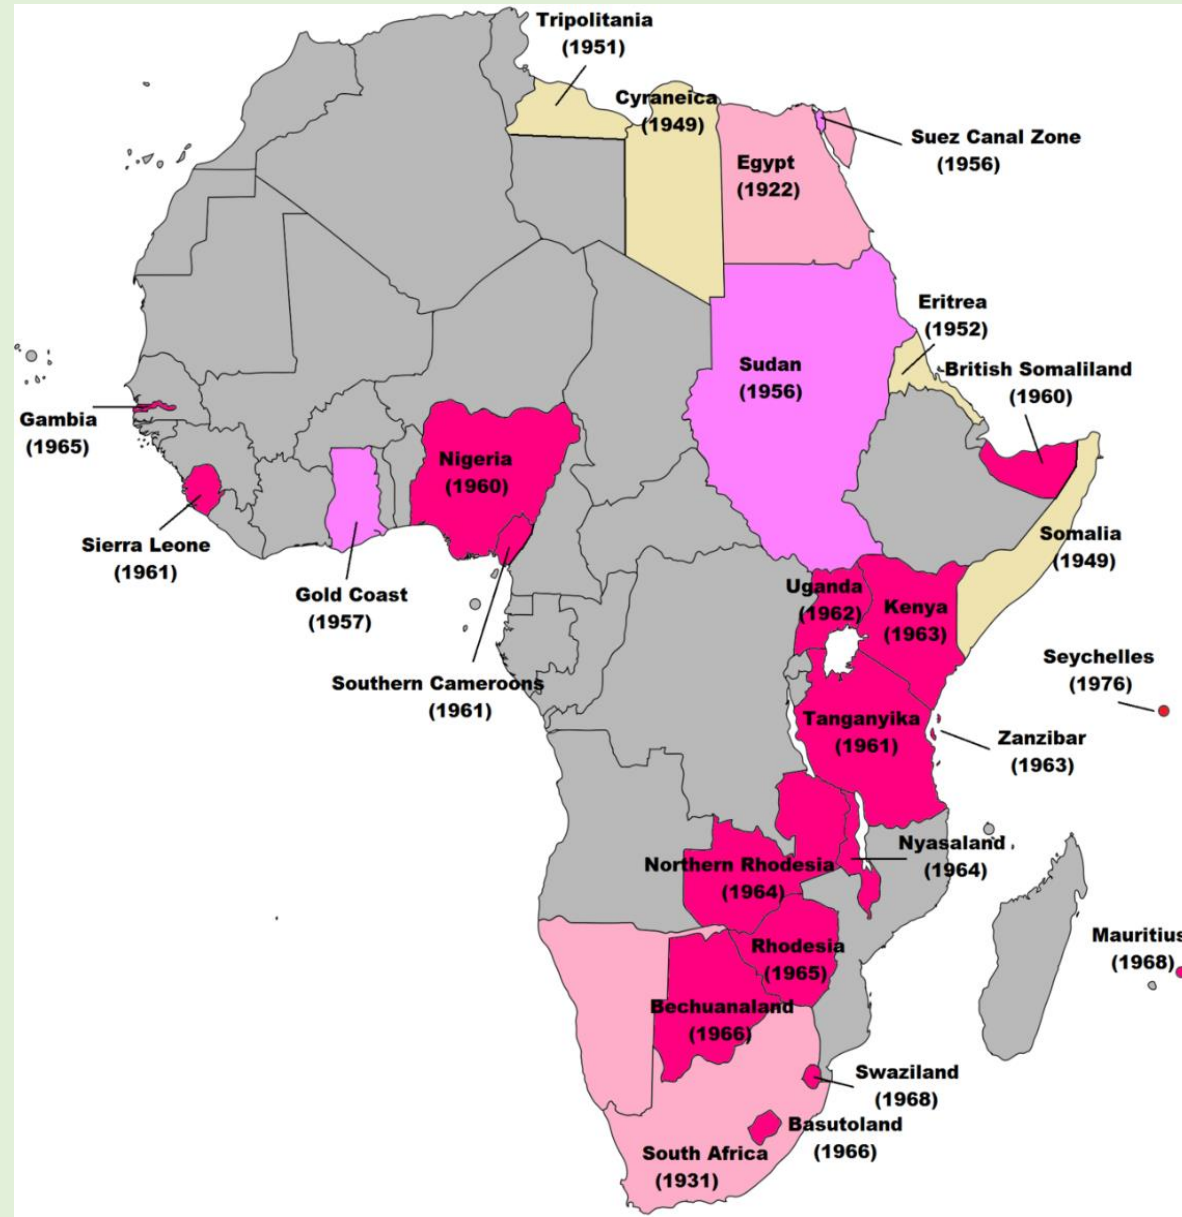 Tripolitania
(1951)
Cyraneica
(1949)
Suez Canal Zone
(1956)
Egypt
(1922)
Eritrea
(1952)
Sudan
(1956)
British Somaliland
(1960)
Gambia
(1965)
Nigeria
(1960)
Sierra Leone
(1961)
Somalia
(1949)
Gold Coast
(1957)
Uganda
(1962)
Kenya
(1963)
Southern Cameroons
(1961)
Seychelles
(1976)
Tanganyika
(1961)
Zanzibar
(1963)
Nyasaland
(1964)
Northern Rhodesia
(1964)
Mauritius
(1968)
Rhodesia
(1965)
Bechuanaland
(1966)
Swaziland
(1968)
Basutoland
(1966)
South Africa
(1931)